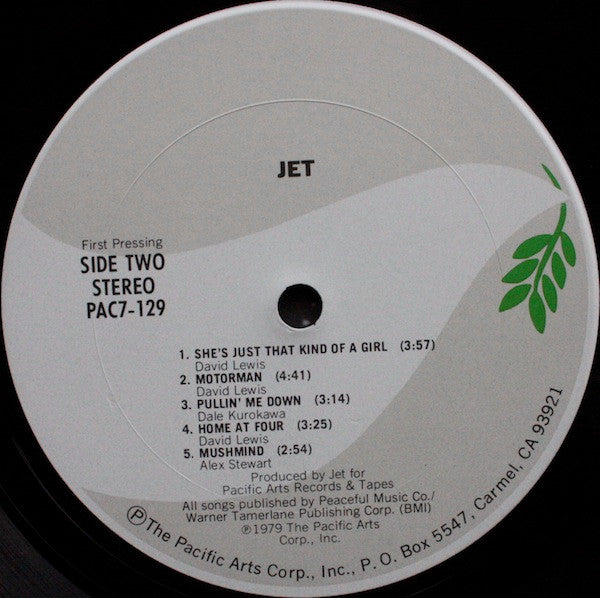 JET
First Pressing
SIDE TWO
STEREO
PAC7-129
1. SHE'S JUST THAT KIND OF A GIRL (3:57)
David Lewis
2. MOTORMAN (4:41)
David Lewis
3. PULLIN' ME DOWN (3:14)
Dale Kurokawa
4. HOME AT FOUR (3:25)
David Lewis
5. MUSHMIND (2:54)
Alex Stewart
Produced by Jet for
Pacific Arts Records & Tapes
All songs published by Peaceful Music Co./
Warner Tamerlane Publishing Corp. (BMI)
℗1979 The Pacific Arts
Corp., Inc.
℗The Pacific Arts Corp., Inc., P. O. Box 5547, Carmel, CA 93921